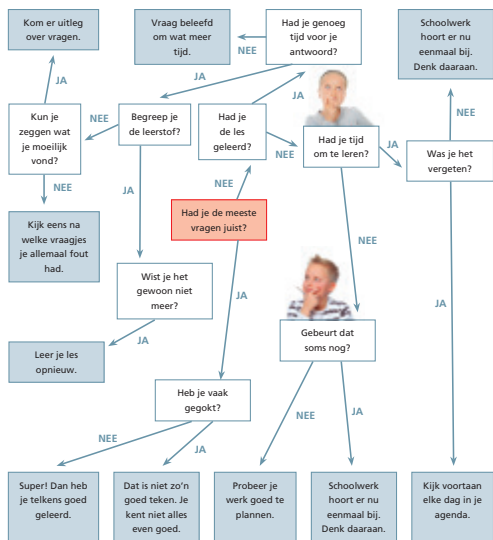 Kom er uitleg
over vragen.
Vraag beleefd
om wat meer
tijd.
NEE
Had je genoeg
tijd voor je
antwoord?
Schoolwerk
hoort er nu
eenmaal bij.
Denk daaraan.
JA
JA
JA
NEE
Kun je
zeggen wat
je moeilijk
vond?
NEE
Begreep je
de leerstof?
Had je
de les
geleerd?
NEE
Had je tijd
om te leren?
JA
Was je het
vergeten?
NEE
JA
NEE
Kijk eens na
welke vraagjes
je allemaal fout
had.
Had je de meeste
vragen juist?
NEE
Wist je het
gewoon niet
meer?
JA
JA
JA
Leer je les
opnieuw.
Gebeurt dat
soms nog?
Heb je vaak
gegokt?
NEE
JA
NEE
JA
Super! Dan heb
je telkens goed
geleerd.
Dat is niet zo'n
goed teken. Je
kent niet alles
even goed.
Probeer je
werk goed te
plannen.
Schoolwerk
hoort er nu
eenmaal bij.
Denk daaraan.
Kijk voortaan
elke dag in je
agenda.